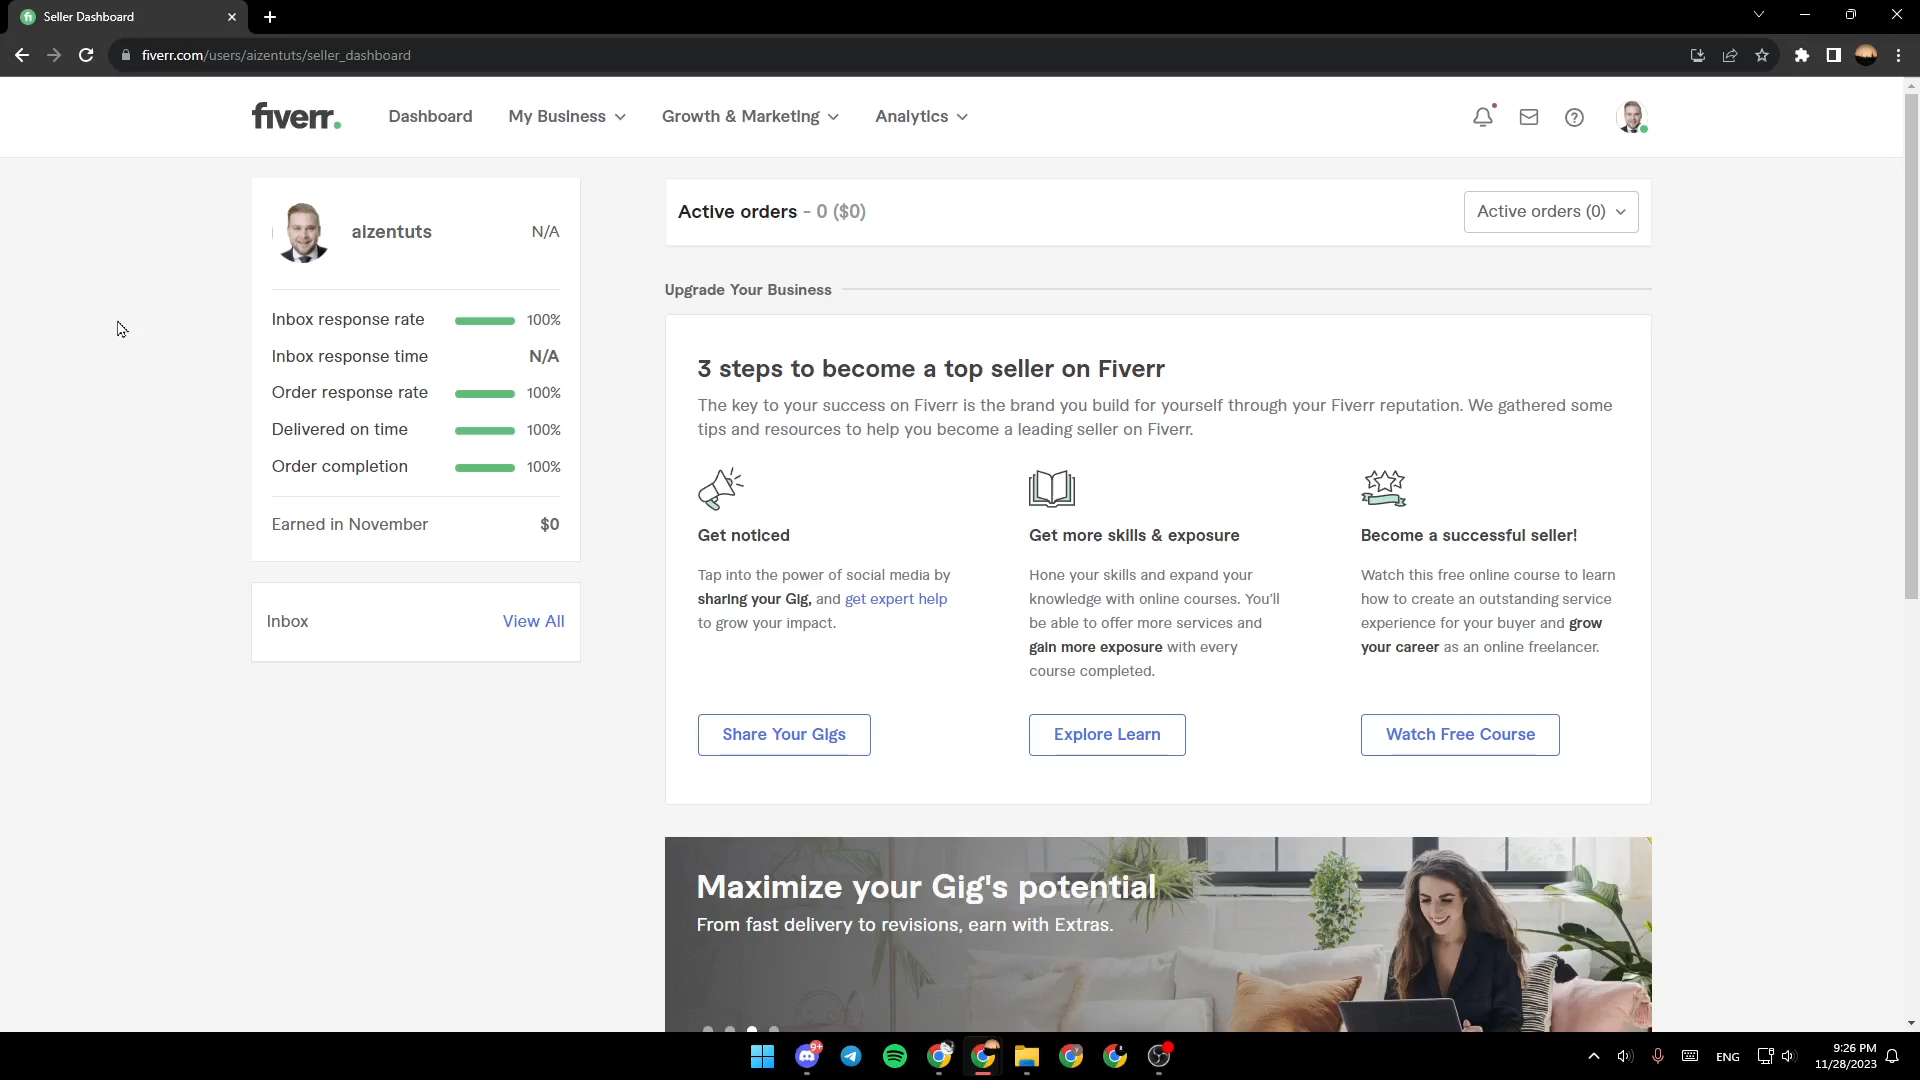 Seller Dashboard
fiverr.com/users/aizentuts/seller_dashboard
fiverr.
Dashboard
My Business
Growth & Marketing
Analytics
aizentuts
N/A
Inbox response rate
100%
Inbox response time
N/A
Order response rate
100%
Delivered on time
100%
Order completion
100%
Earned in November
$0
Inbox
View All
Active orders - 0 ($0)
Active orders (0)
Upgrade Your Business
3 steps to become a top seller on Fiverr
The key to your success on Fiverr is the brand you build for yourself through your Fiverr reputation. We gathered some
tips and resources to help you become a leading seller on Fiverr.
Get noticed
Tap into the power of social media by
sharing your Gig, and get expert help
to grow your impact.
Share Your Gigs
Get more skills & exposure
Hone your skills and expand your
knowledge with online courses. You'll
be able to offer more services and
gain more exposure with every
course completed.
Explore Learn
Become a successful seller!
Watch this free online course to learn
how to create an outstanding service
experience for your buyer and grow
your career as an online freelancer.
Watch Free Course
Maximize your Gig's potential
From fast delivery to revisions, earn with Extras.
9+
ENG
9:26 PM
11/28/2023